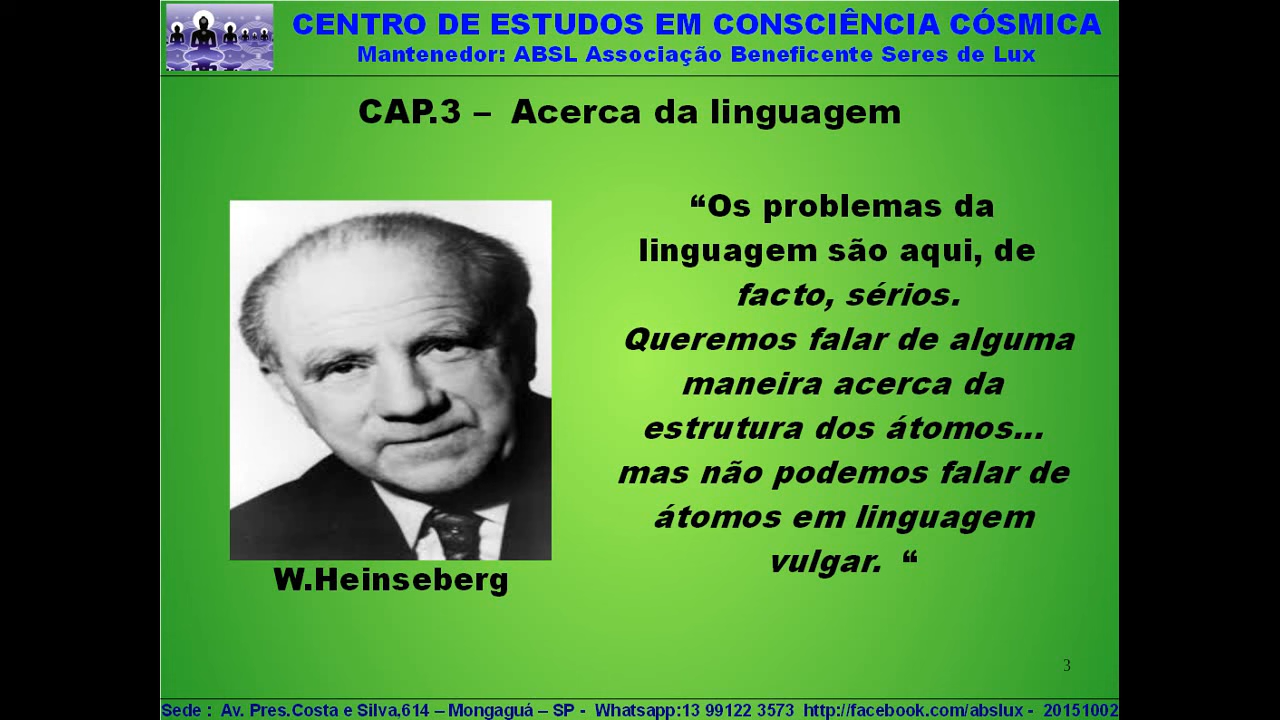 CENTRO DE ESTUDOS EM CONSCIÊNCIA CÓSMICA
Mantenedor: ABSL Associação Beneficente Seres de Lux
CAP.3 – Acerca da linguagem
“Os problemas da
linguagem são aqui, de
facto, sérios.
Queremos falar de alguma
maneira acerca da
estrutura dos átomos...
mas não podemos falar de
átomos em linguagem
vulgar. “
W.Heinseberg
3
Sede : Av. Pres.Costa e Silva,614 – Mongaguá – SP - Whatsapp:13 99122 3573 http://facebook.com/abslux - 20151002